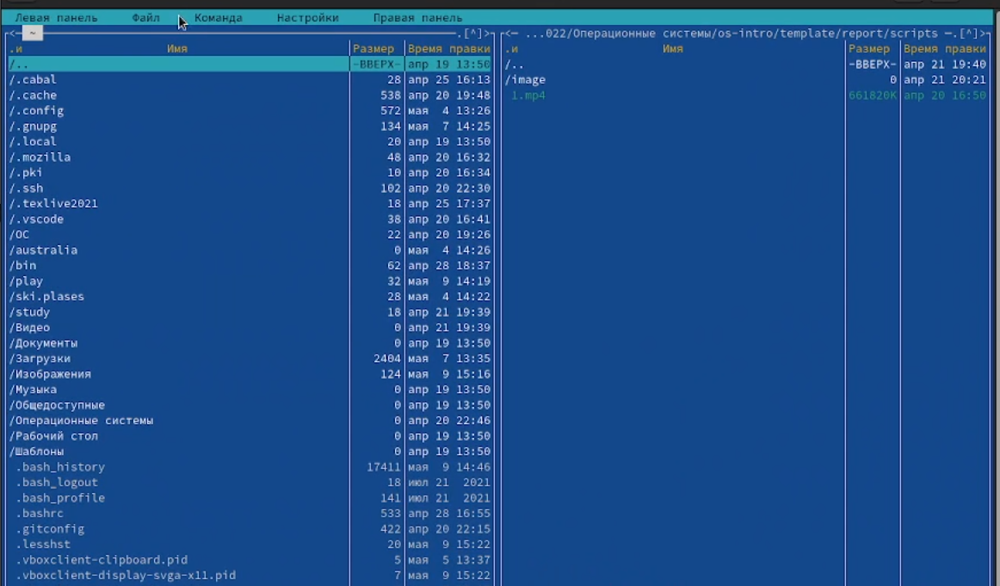 Левая панель Файл Команда Настройки Правая панель
<─ ~ .[^]>
.и Имя Размер Время правки
/.. -ВВЕРХ- апр 19 13:50
/.cabal 28 апр 25 16:13
/.cache 538 апр 20 19:48
/.config 572 мая 4 13:26
/.gnupg 134 мая 7 14:25
/.local 20 апр 19 13:50
/.mozilla 48 апр 20 16:32
/.pki 10 апр 20 16:34
/.ssh 102 апр 20 22:30
/.texlive2021 18 апр 25 17:37
/.vscode 38 апр 20 16:41
/ОС 22 апр 20 19:26
/australia 0 мая 4 14:26
/bin 62 апр 28 18:37
/play 32 мая 9 14:19
/ski.plases 28 мая 4 14:22
/study 18 апр 21 19:39
/Видео 0 апр 21 19:39
/Документы 0 апр 19 13:50
/Загрузки 2404 мая 7 13:35
/Изображения 124 мая 9 15:16
/Музыка 0 апр 19 13:50
/Общедоступные 0 апр 19 13:50
/Операционные системы 0 апр 20 22:46
/Рабочий стол 0 апр 19 13:50
/Шаблоны 0 апр 19 13:50
.bash_history 17411 мая 9 14:46
.bash_logout 18 июл 21 2021
.bash_profile 141 июл 21 2021
.bashrc 533 апр 28 16:55
.gitconfig 422 апр 20 22:15
.lesshst 20 мая 9 15:22
.vboxclient-clipboard.pid 5 мая 5 13:37
.vboxclient-display-svga-x11.pid 7 мая 9 15:22
<─ ...022/Операционные системы/os-intro/template/report/scripts ─.[^]>
.и Имя Размер Время правки
/.. -ВВЕРХ- апр 21 19:40
/image 0 апр 21 20:21
1.mp4 661820K апр 20 16:50